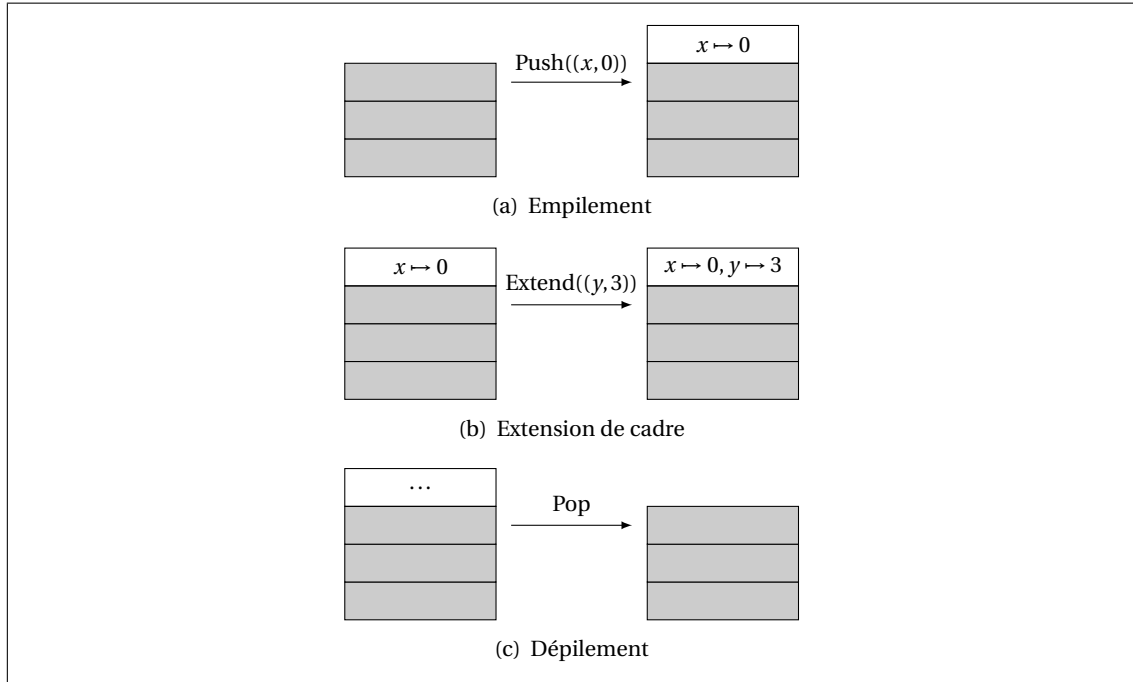 x ↦ 0
Push((x,0))
(a) Empilement
x ↦ 0
Extend((y,3))
x ↦ 0, y ↦ 3
(b) Extension de cadre
...
Pop
(c) Dépilement